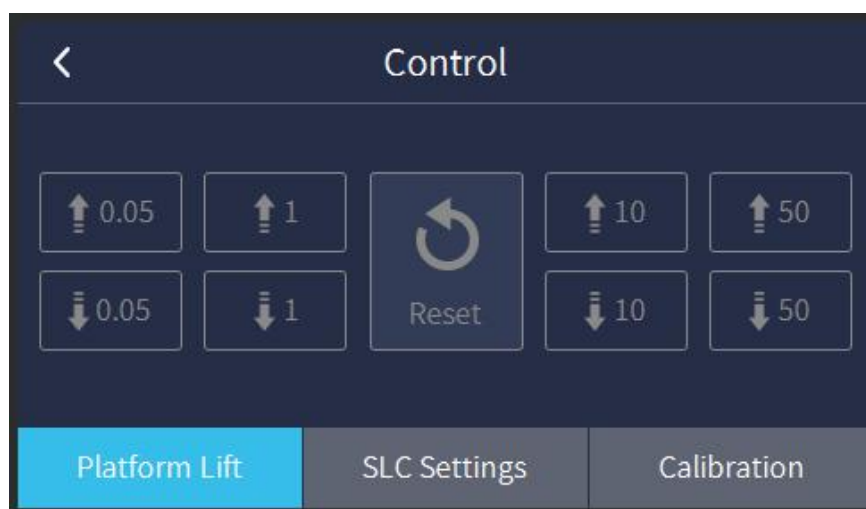 Control
0.05 1 10 50
Reset
0.05 1 10 50
Platform Lift SLC Settings Calibration